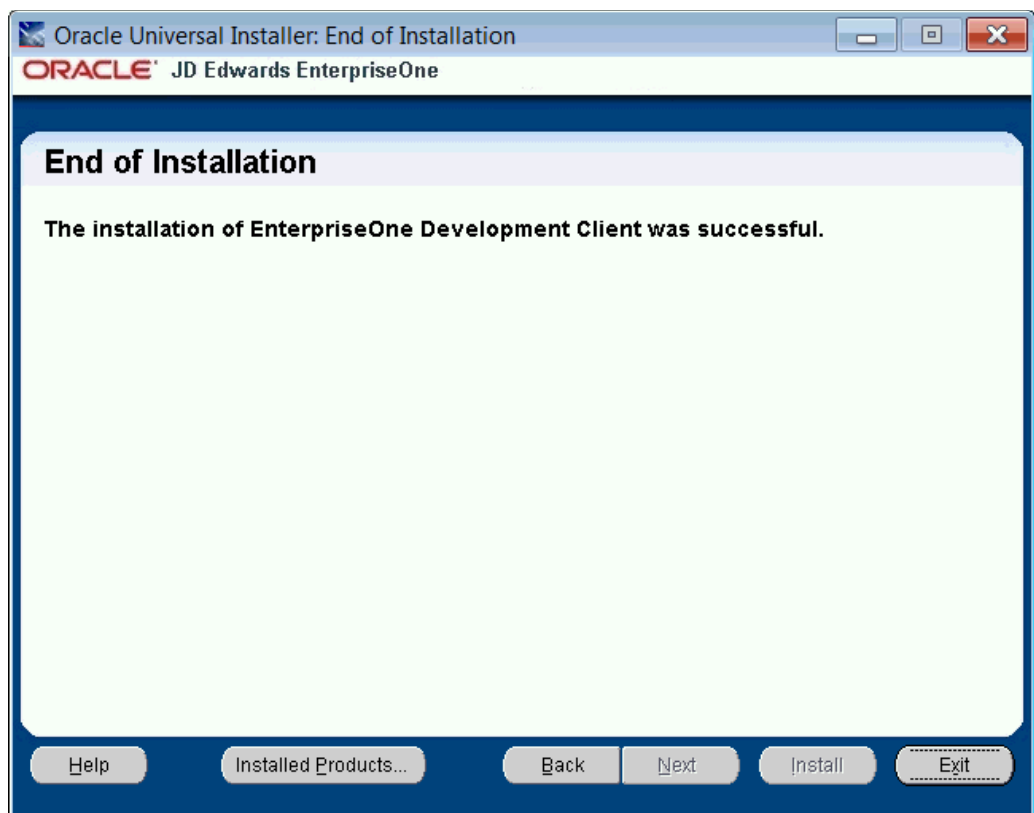 Oracle Universal Installer: End of Installation
ORACLE® JD Edwards EnterpriseOne
End of Installation
The installation of EnterpriseOne Development Client was successful.
Help Installed Products... Back Next Install Exit